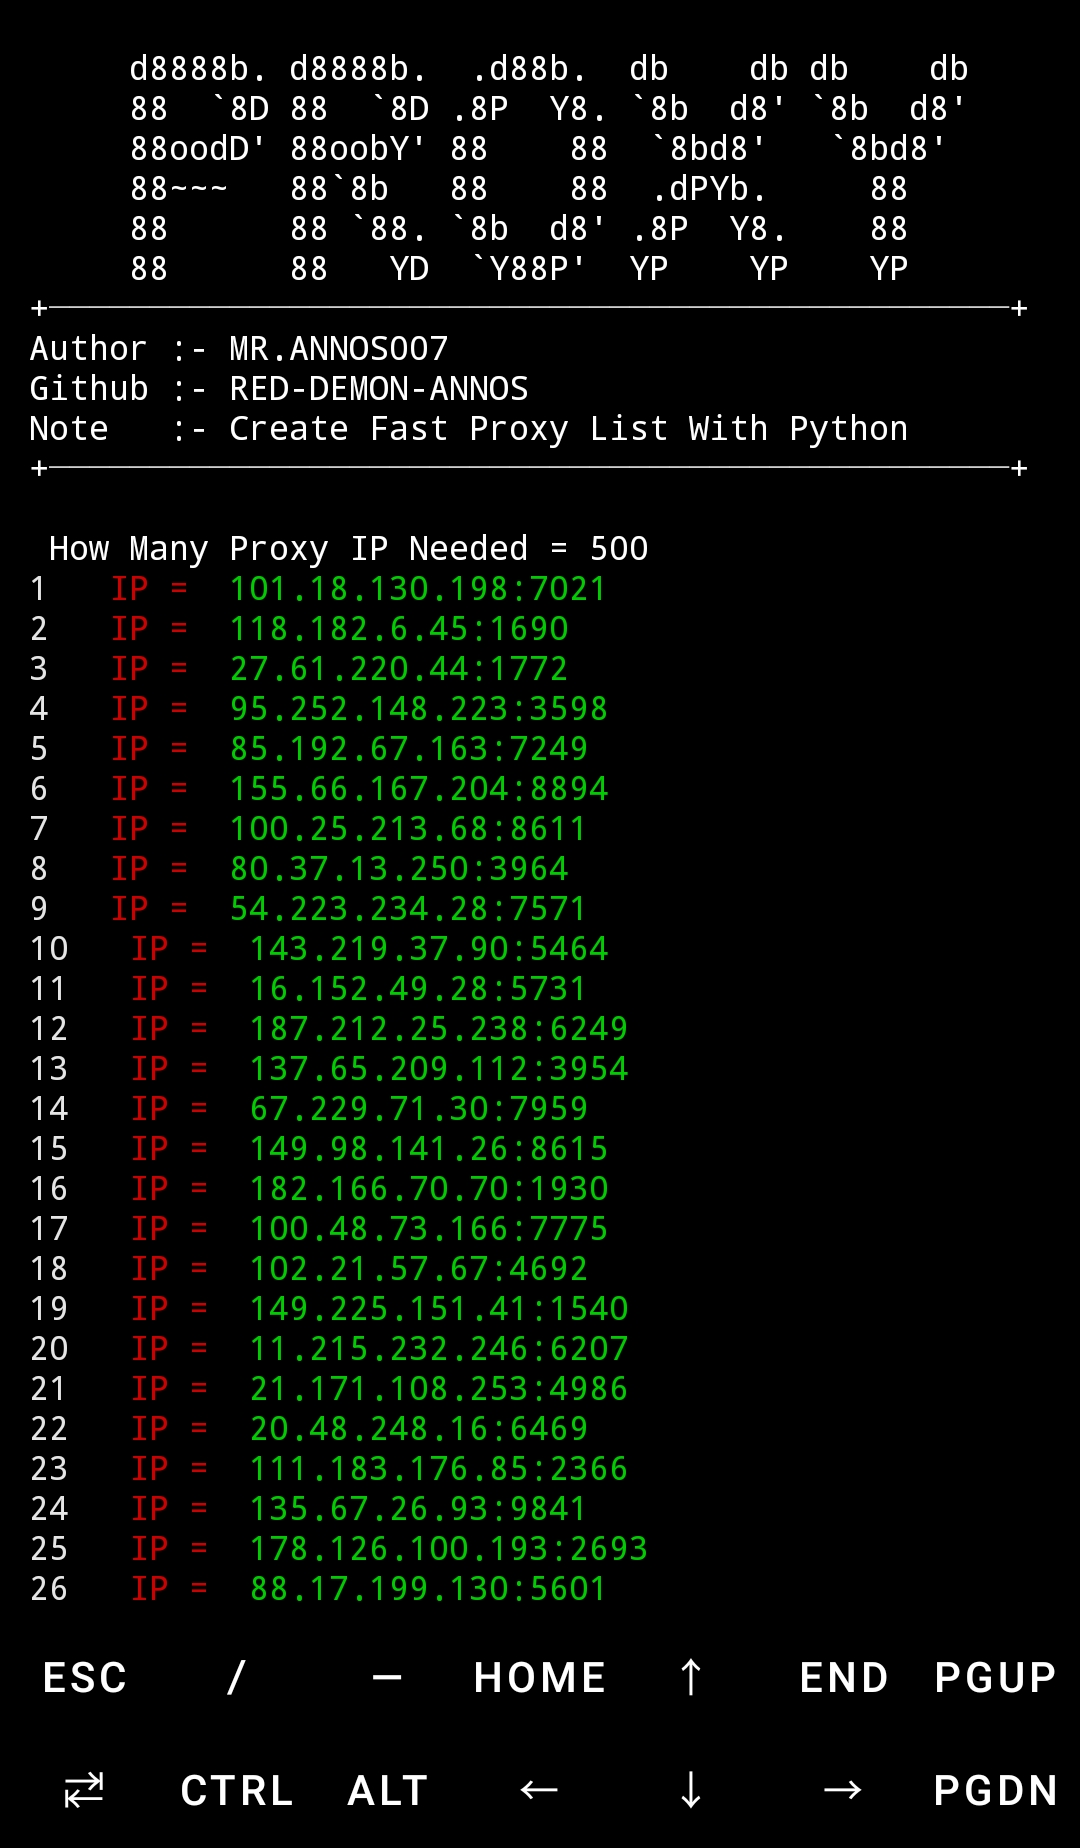 d8888b. d8888b.  .d88b.  db    db db    db
88  `8D 88  `8D .8P  Y8. `8b  d8' `8b  d8'
88oodD' 88oobY' 88    88  `8bd8'   `8bd8'
88~~~   88`8b   88    88  .dPYb.     88
88      88 `88. `8b  d8' .8P  Y8.    88
88      88   YD  `Y88P'  YP    YP    YP
+────────────────────────────────────────────────+
Author :- MR.ANNOS007
Github :- RED-DEMON-ANNOS
Note   :- Create Fast Proxy List With Python
+────────────────────────────────────────────────+
How Many Proxy IP Needed = 500
1   IP =  101.18.130.198:7021
2   IP =  118.182.6.45:1690
3   IP =  27.61.220.44:1772
4   IP =  95.252.148.223:3598
5   IP =  85.192.67.163:7249
6   IP =  155.66.167.204:8894
7   IP =  100.25.213.68:8611
8   IP =  80.37.13.250:3964
9   IP =  54.223.234.28:7571
10   IP =  143.219.37.90:5464
11   IP =  16.152.49.28:5731
12   IP =  187.212.25.238:6249
13   IP =  137.65.209.112:3954
14   IP =  67.229.71.30:7959
15   IP =  149.98.141.26:8615
16   IP =  182.166.70.70:1930
17   IP =  100.48.73.166:7775
18   IP =  102.21.57.67:4692
19   IP =  149.225.151.41:1540
20   IP =  11.215.232.246:6207
21   IP =  21.171.108.253:4986
22   IP =  20.48.248.16:6469
23   IP =  111.183.176.85:2366
24   IP =  135.67.26.93:9841
25   IP =  178.126.100.193:2693
26   IP =  88.17.199.130:5601
ESC / — HOME ↑ END PGUP
⇄ CTRL ALT ← ↓ → PGDN